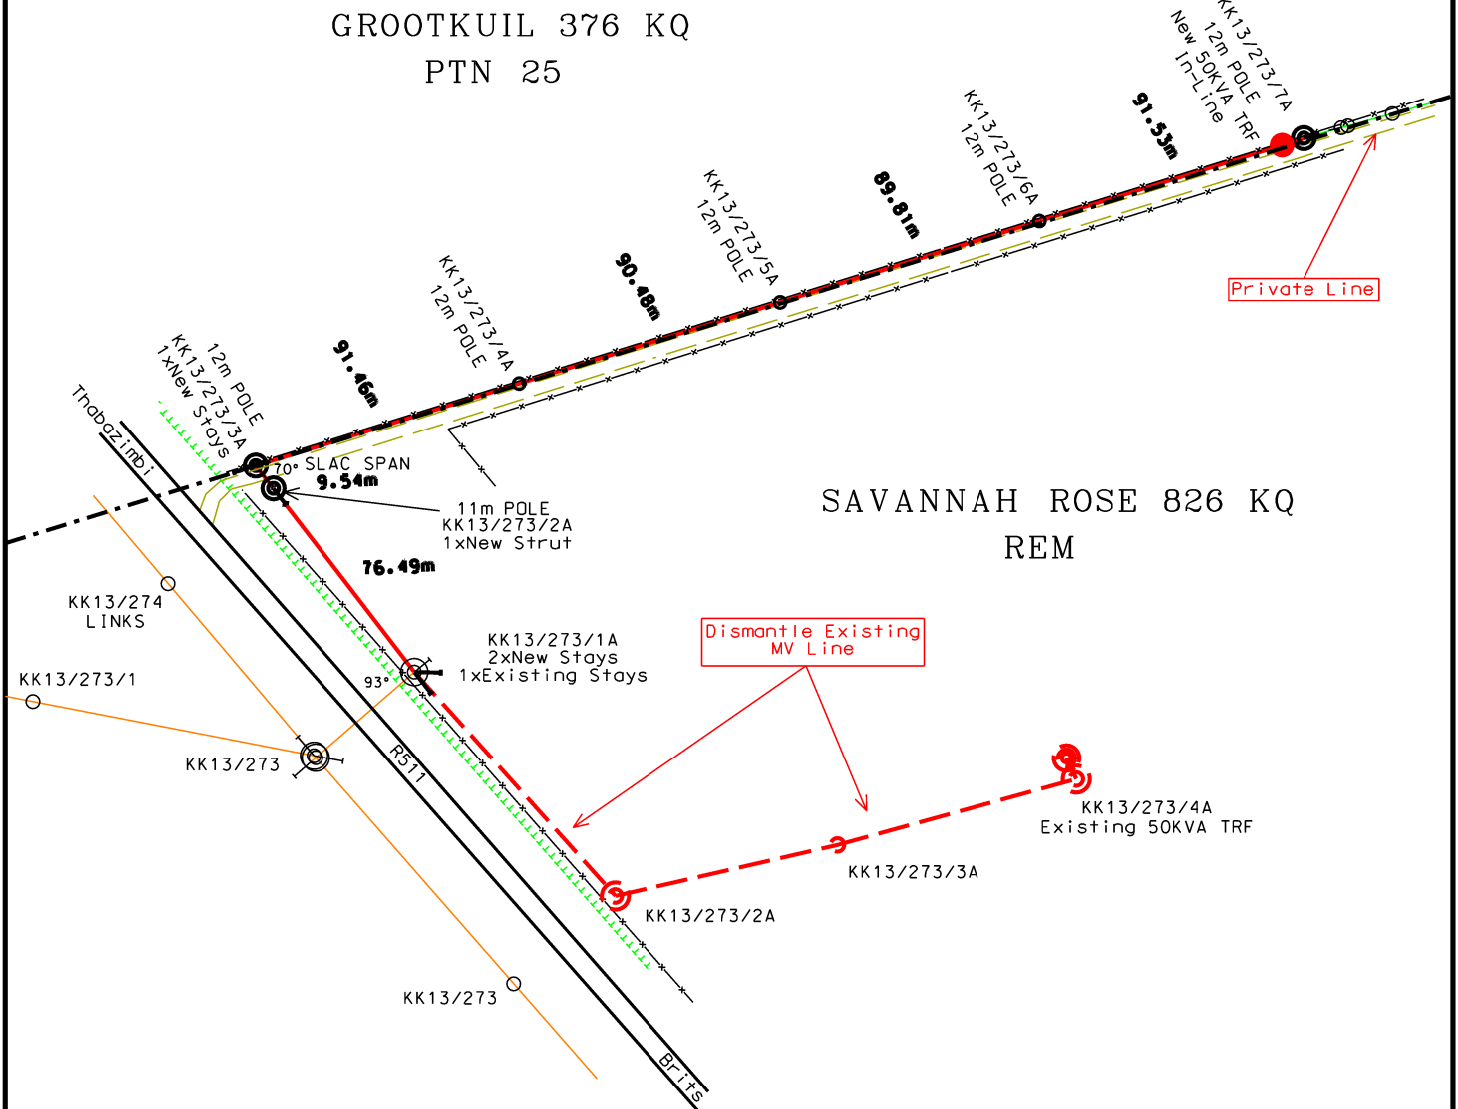 GROOTKUIL 376 KQ
PTN 25
KK13/273/7A
12m POLE
New 50KVA TRF
In-Line
91.53m
KK13/273/6A
12m POLE
89.81m
KK13/273/5A
12m POLE
90.48m
KK13/273/4A
12m POLE
91.46m
12m POLE
KK13/273/3A
1xNew Stays
Private Line
Thabazimbi
70° SLAC SPAN
9.54m
11m POLE
KK13/273/2A
1xNew Strut
SAVANNAH ROSE 826 KQ
REM
76.49m
KK13/274
LINKS
KK13/273/1A
2xNew Stays
1xExisting Stays
Dismantle Existing
MV Line
KK13/273/1
93°
KK13/273
R511
KK13/273/4A
Existing 50KVA TRF
KK13/273/3A
KK13/273/2A
KK13/273
Brits